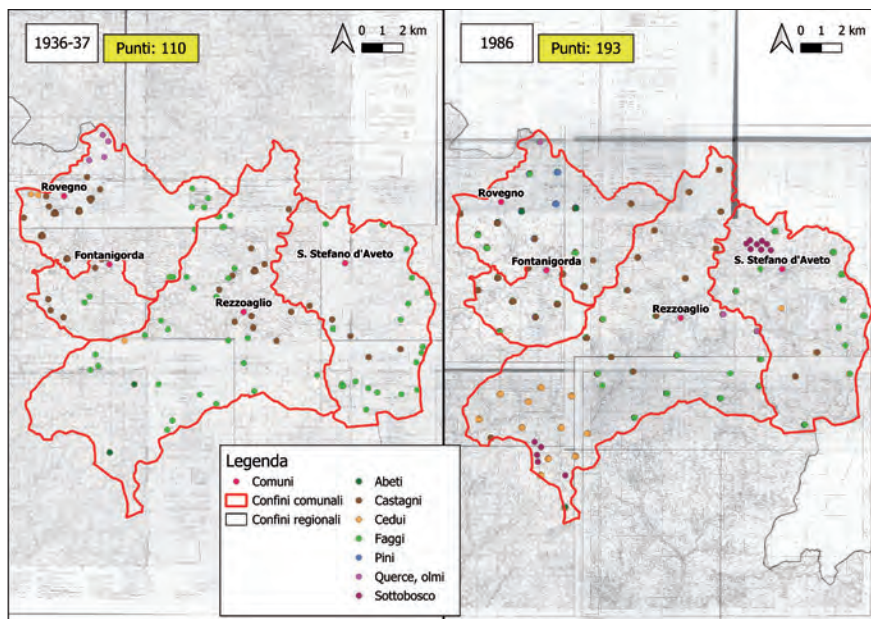 1936-37
Punti: 110
0 1 2 km
Rovegno
Fontanigorda
S. Stefano d'Aveto
Rezzoaglio
1986
Punti: 193
0 1 2 km
Rovegno
Fontanigorda
S. Stefano d'Aveto
Rezzoaglio
Legenda
Comuni
Confini comunali
Confini regionali
Abeti
Castagni
Cedui
Faggi
Pini
Querce, olmi
Sottobosco